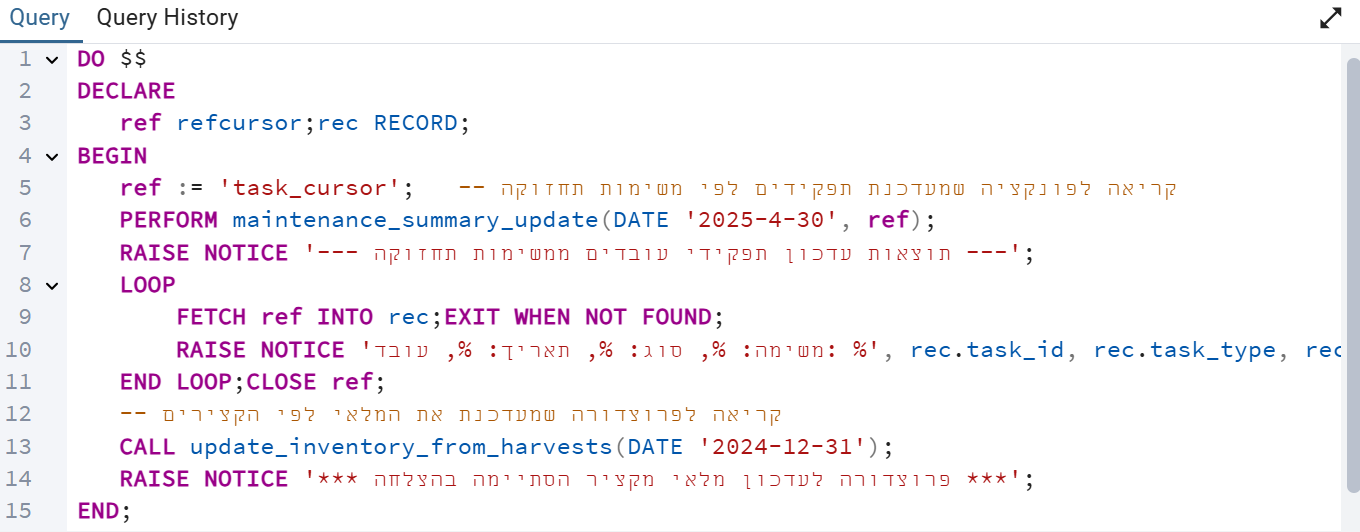 Query Query History
1 DO $$
2 DECLARE
3 ref refcursor;rec RECORD;
4 BEGIN
5 ref := 'task_cursor'; -- קריאה לפונקציה שמעדכנת תפקידים לפי משימות תחזוקה
6 PERFORM maintenance_summary_update(DATE '2025-4-30', ref);
7 RAISE NOTICE '--- תוצאות עדכון תפקידי עובדים ממשימות תחזוקה ---';
8 LOOP
9 FETCH ref INTO rec;EXIT WHEN NOT FOUND;
10 RAISE NOTICE 'משימה: %, סוג: %, תאריך: %, עובד: %', rec.task_id, rec.task_type, rec
11 END LOOP;CLOSE ref;
12 -- קריאה לפרוצדורה שמעדכנת את המלאי לפי הקצירים
13 CALL update_inventory_from_harvests(DATE '2024-12-31');
14 RAISE NOTICE '*** פרוצדורה לעדכון מלאי מקציר הסתיימה בהצלחה ***';
15 END;